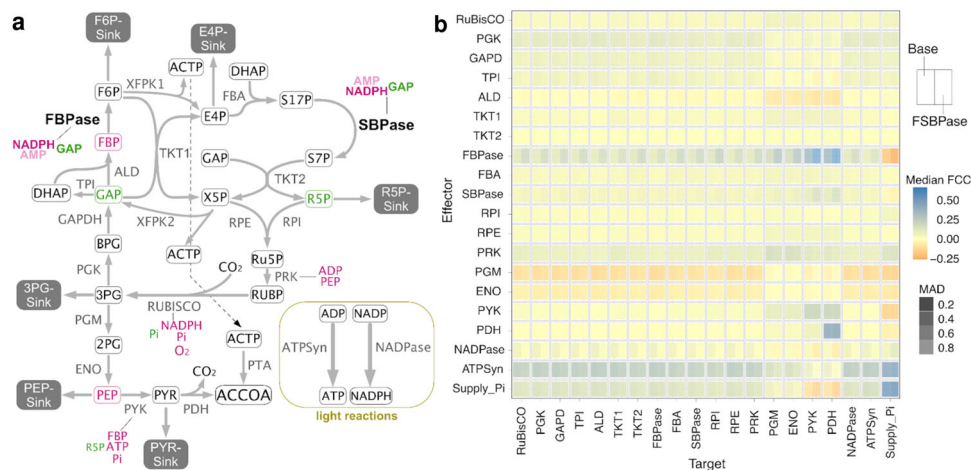 a
F6P-
Sink
E4P-
Sink
ACTP
DHAP
AMP
NADPH GAP
XFPK1
FBA
F6P
S17P
E4P
FBPase
SBPase
NADPH GAP
AMP
FBP
TKT1
GAP
S7P
ALD
TPI
DHAP
TKT2
GAP
X5P
R5P
R5P-
Sink
GAPDH
XFPK2
RPE
RPI
BPG
ACTP
Ru5P
PGK
CO2
PRK
ADP
PEP
3PG-
Sink
3PG
RUBP
RUBISCO
PGM
Pi
NADPH
Pi
O2
2PG
ACTP
ADP
NADP
ENO
CO2
PTA
ATPSyn
NADPase
PEP-
Sink
PEP
PYR
ACCOA
ATP
NADPH
PYK
PDH
light reactions
FBP
R5P ATP
Pi
PYR-
Sink
b
Effector
RuBisCO
PGK
GAPD
TPI
ALD
TKT1
TKT2
FBPase
FBA
SBPase
RPI
RPE
PRK
PGM
ENO
PYK
PDH
NADPase
ATPSyn
Supply_Pi
RuBisCO
PGK
GAPD
TPI
ALD
TKT1
TKT2
FBPase
FBA
SBPase
RPI
RPE
PRK
PGM
ENO
PYK
PDH
NADPase
ATPSyn
Supply_Pi
Target
Base
FSBPase
Median FCC
0.50
0.25
0.00
-0.25
MAD
0.2
0.4
0.6
0.8